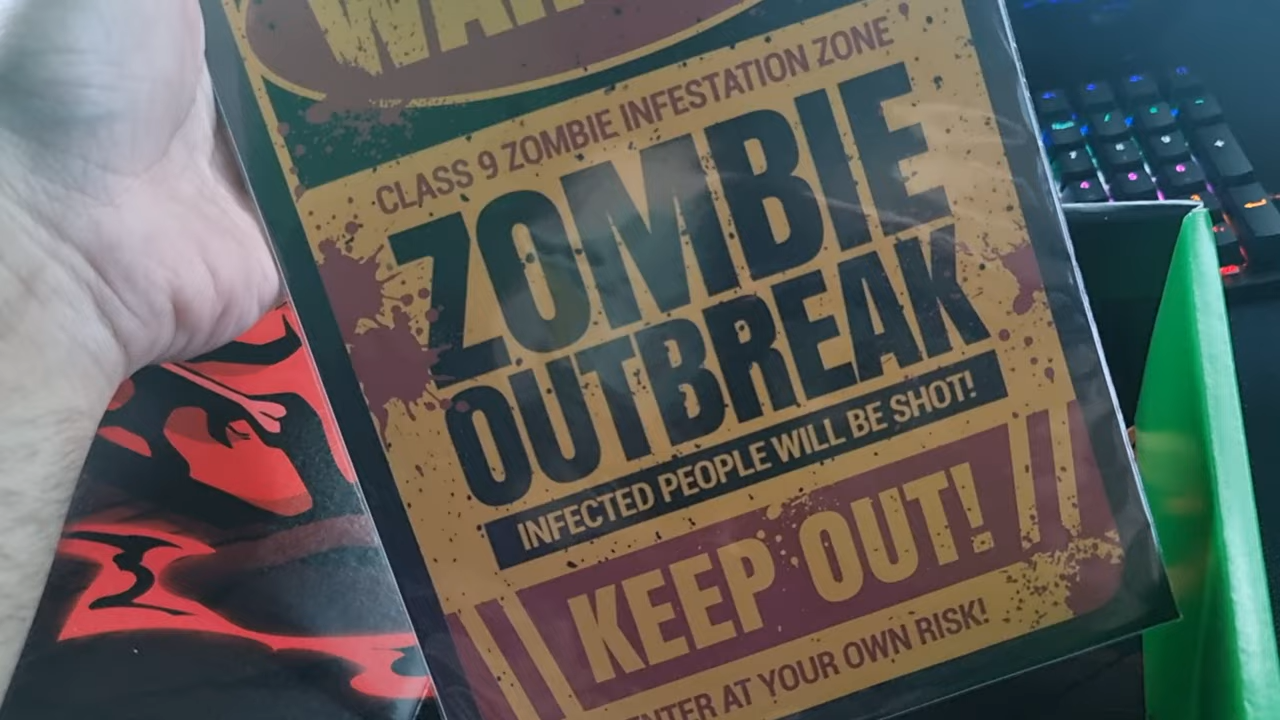 CLASS 9 ZOMBIE INFESTATION ZONE
ZOMBIE
OUTBREAK
INFECTED PEOPLE WILL BE SHOT!
KEEP OUT!
ENTER AT YOUR OWN RISK!